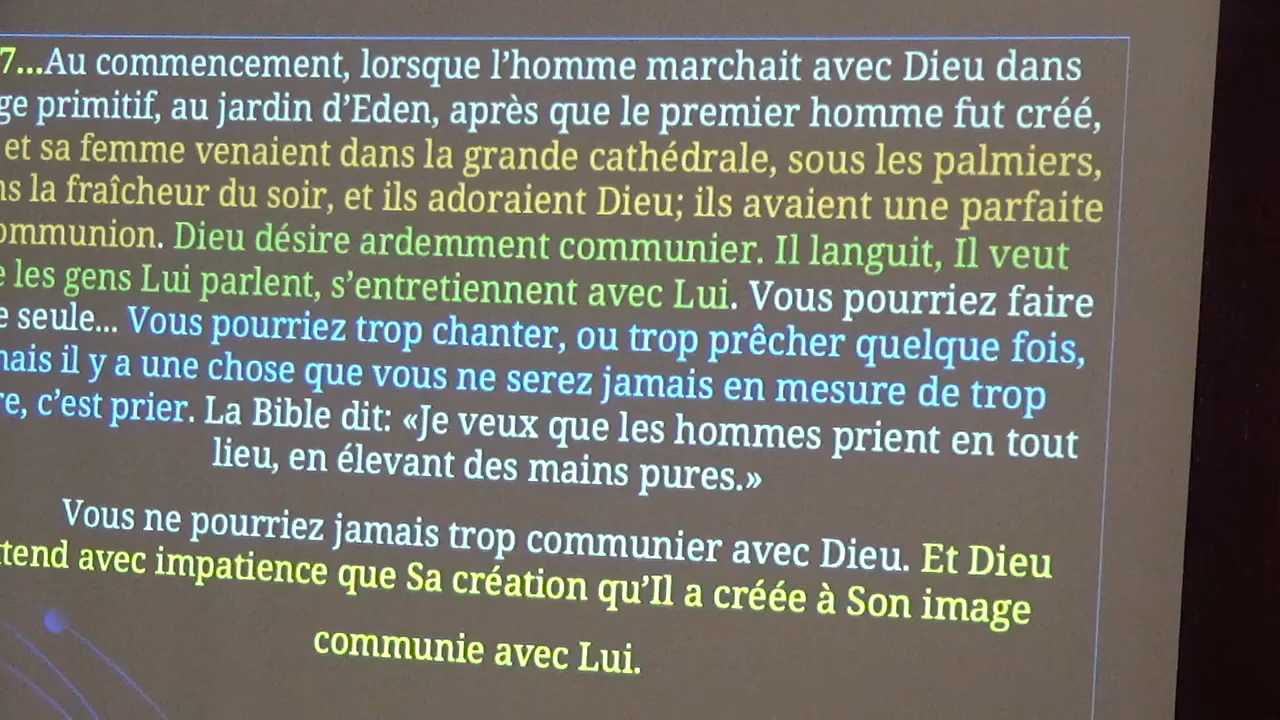 7...Au commencement, lorsque l’homme marchait avec Dieu dans
primitif, au jardin d’Eden, après que le premier homme fut créé,
et sa femme venaient dans la grande cathédrale, sous les palmiers,
la fraîcheur du soir, et ils adoraient Dieu; ils avaient une parfaite
ommunion. Dieu désire ardemment communier. Il languit, Il veut
les gens Lui parlent, s’entretiennent avec Lui. Vous pourriez faire
seule... Vous pourriez trop chanter, ou trop prêcher quelque fois,
mais il y a une chose que vous ne serez jamais en mesure de trop
re, c’est prier. La Bible dit: «Je veux que les hommes prient en tout
lieu, en élevant des mains pures.»
Vous ne pourriez jamais trop communier avec Dieu. Et Dieu
tend avec impatience que Sa création qu’Il a créée à Son image
communie avec Lui.